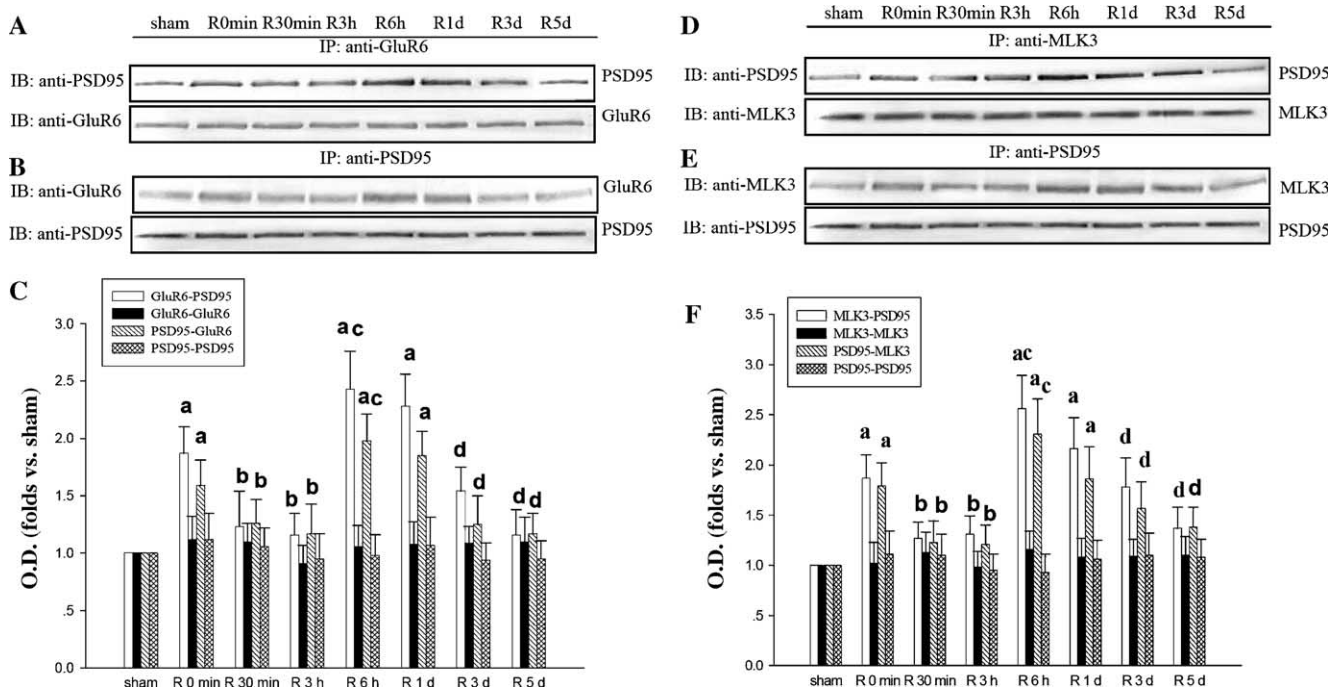 A
sham R0min R30min R3h R6h R1d R3d R5d
IP: anti-GluR6
IB: anti-PSD95 PSD95
IB: anti-GluR6 GluR6
B
IP: anti-PSD95
IB: anti-GluR6 GluR6
IB: anti-PSD95 PSD95
C
GluR6-PSD95
GluR6-GluR6
PSD95-GluR6
PSD95-PSD95
O.D. (folds vs. sham)
3.0
2.5
2.0
1.5
1.0
.5
0.0
a c
a
a
a c
a
a
b b
b b
d
d
d d
sham R 0 min R 30 min R 3 h R 6 h R 1 d R 3 d R 5 d
D
sham R0min R30min R3h R6h R1d R3d R5d
IP: anti-MLK3
IB: anti-PSD95 PSD95
IB: anti-MLK3 MLK3
E
IP: anti-PSD95
IB: anti-MLK3 MLK3
IB: anti-PSD95 PSD95
F
MLK3-PSD95
MLK3-MLK3
PSD95-MLK3
PSD95-PSD95
O.D. (folds vs. sham)
3.5
3.0
2.5
2.0
1.5
1.0
.5
0.0
ac
a c
a
a
a a
d d
b b
b b
d d
sham R 0 min R 30 min R 3 h R 6 h R 1 d R 3 d R 5 d